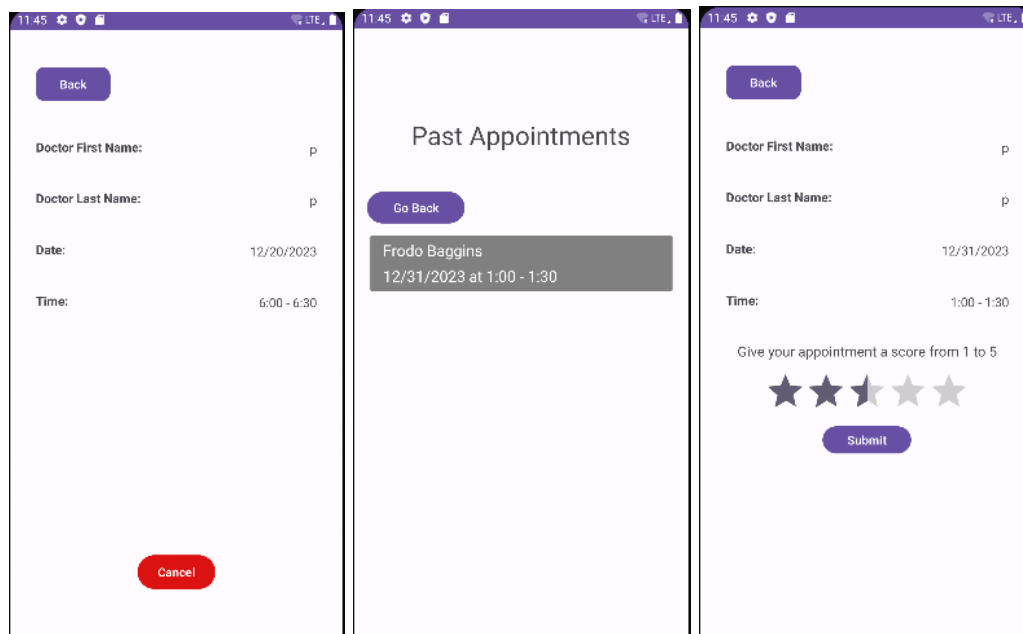 11:45 LTE
Back
Doctor First Name: p
Doctor Last Name: p
Date: 12/20/2023
Time: 6:00 - 6:30
Cancel
11:45 LTE
Past Appointments
Go Back
Frodo Baggins
12/31/2023 at 1:00 - 1:30
11:45 LTE
Back
Doctor First Name: p
Doctor Last Name: p
Date: 12/31/2023
Time: 1:00 - 1:30
Give your appointment a score from 1 to 5
Submit